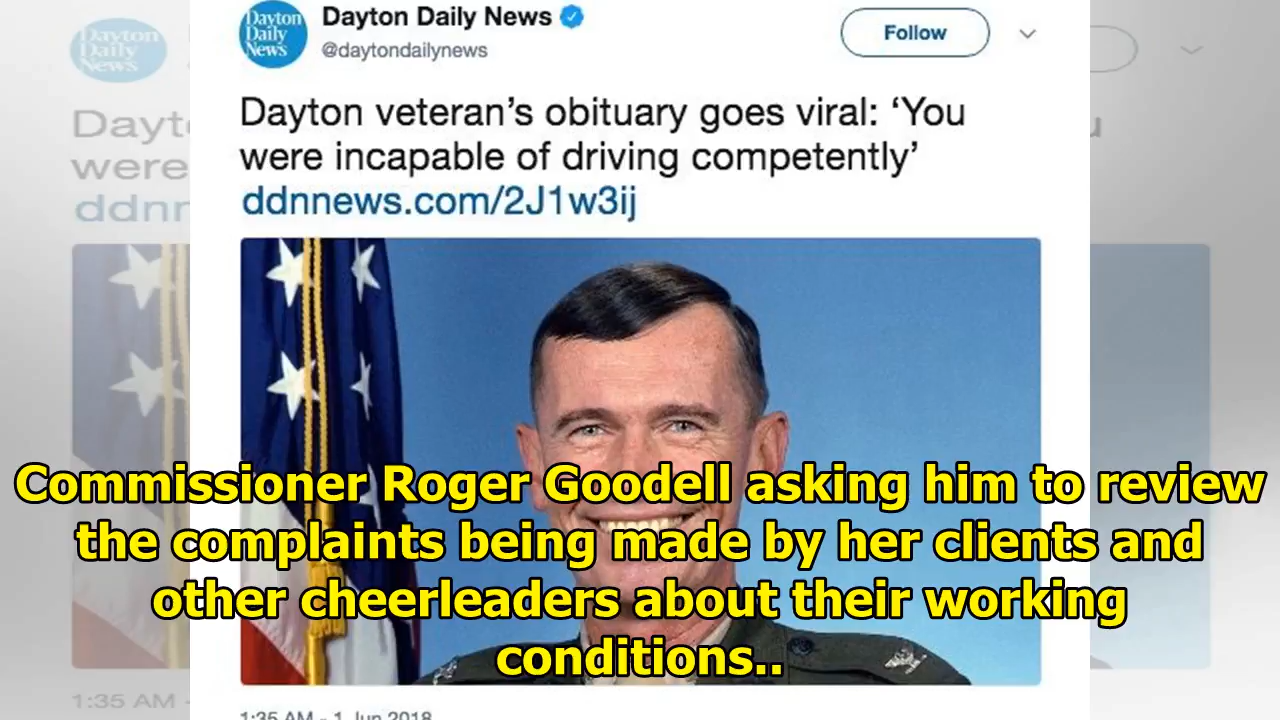 Dayton
Daily
News
Dayton Daily News
@daytondailynews
Follow
Dayton veteran's obituary goes viral: ‘You
were incapable of driving competently’
ddnnews.com/2J1w3ij
Commissioner Roger Goodell asking him to review
the complaints being made by her clients and
other cheerleaders about their working
conditions..
1:35 AM - 1 Jun 2018